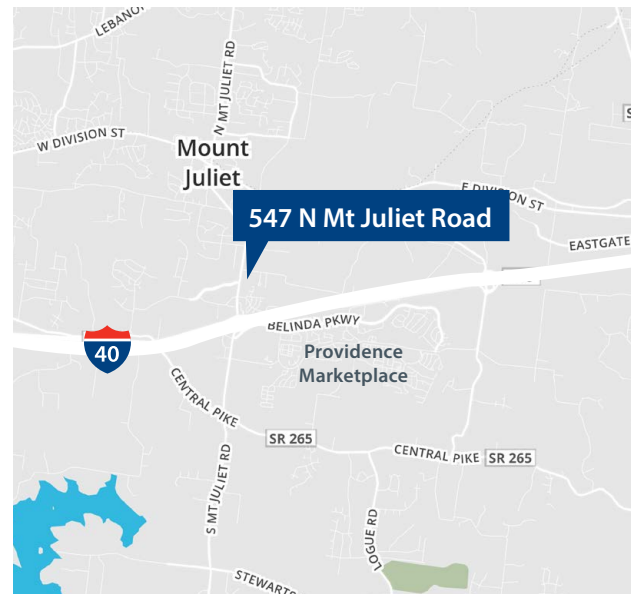 LEBANO
N MT JULIET RD
W DIVISION ST
Mount
Juliet
E DIVISION ST
547 N Mt Juliet Road
EASTGATE
BELINDA PKWY
40
Providence
Marketplace
CENTRAL PIKE
SR 265
CENTRAL PIKE
SR 265
S MT JULIET RD
LOGUE RD
STEWARTS